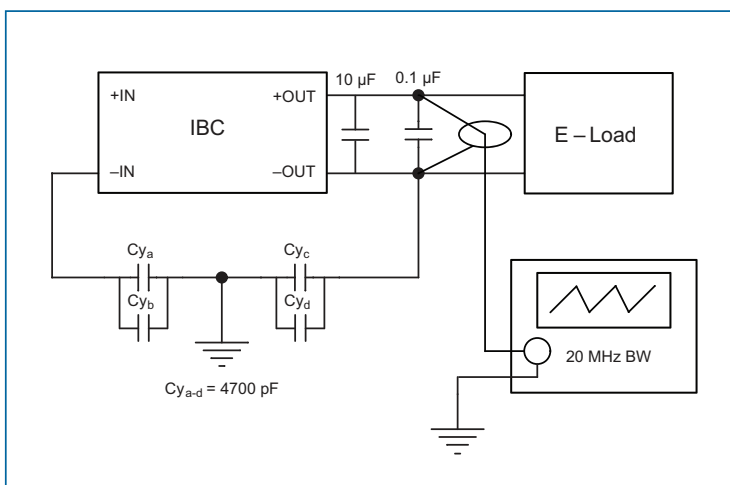 10 µF
0.1 µF
+IN
+OUT
IBC
E – Load
–IN
–OUT
Cya
Cyc
Cyb
Cyd
20 MHz BW
Cya-d = 4700 pF